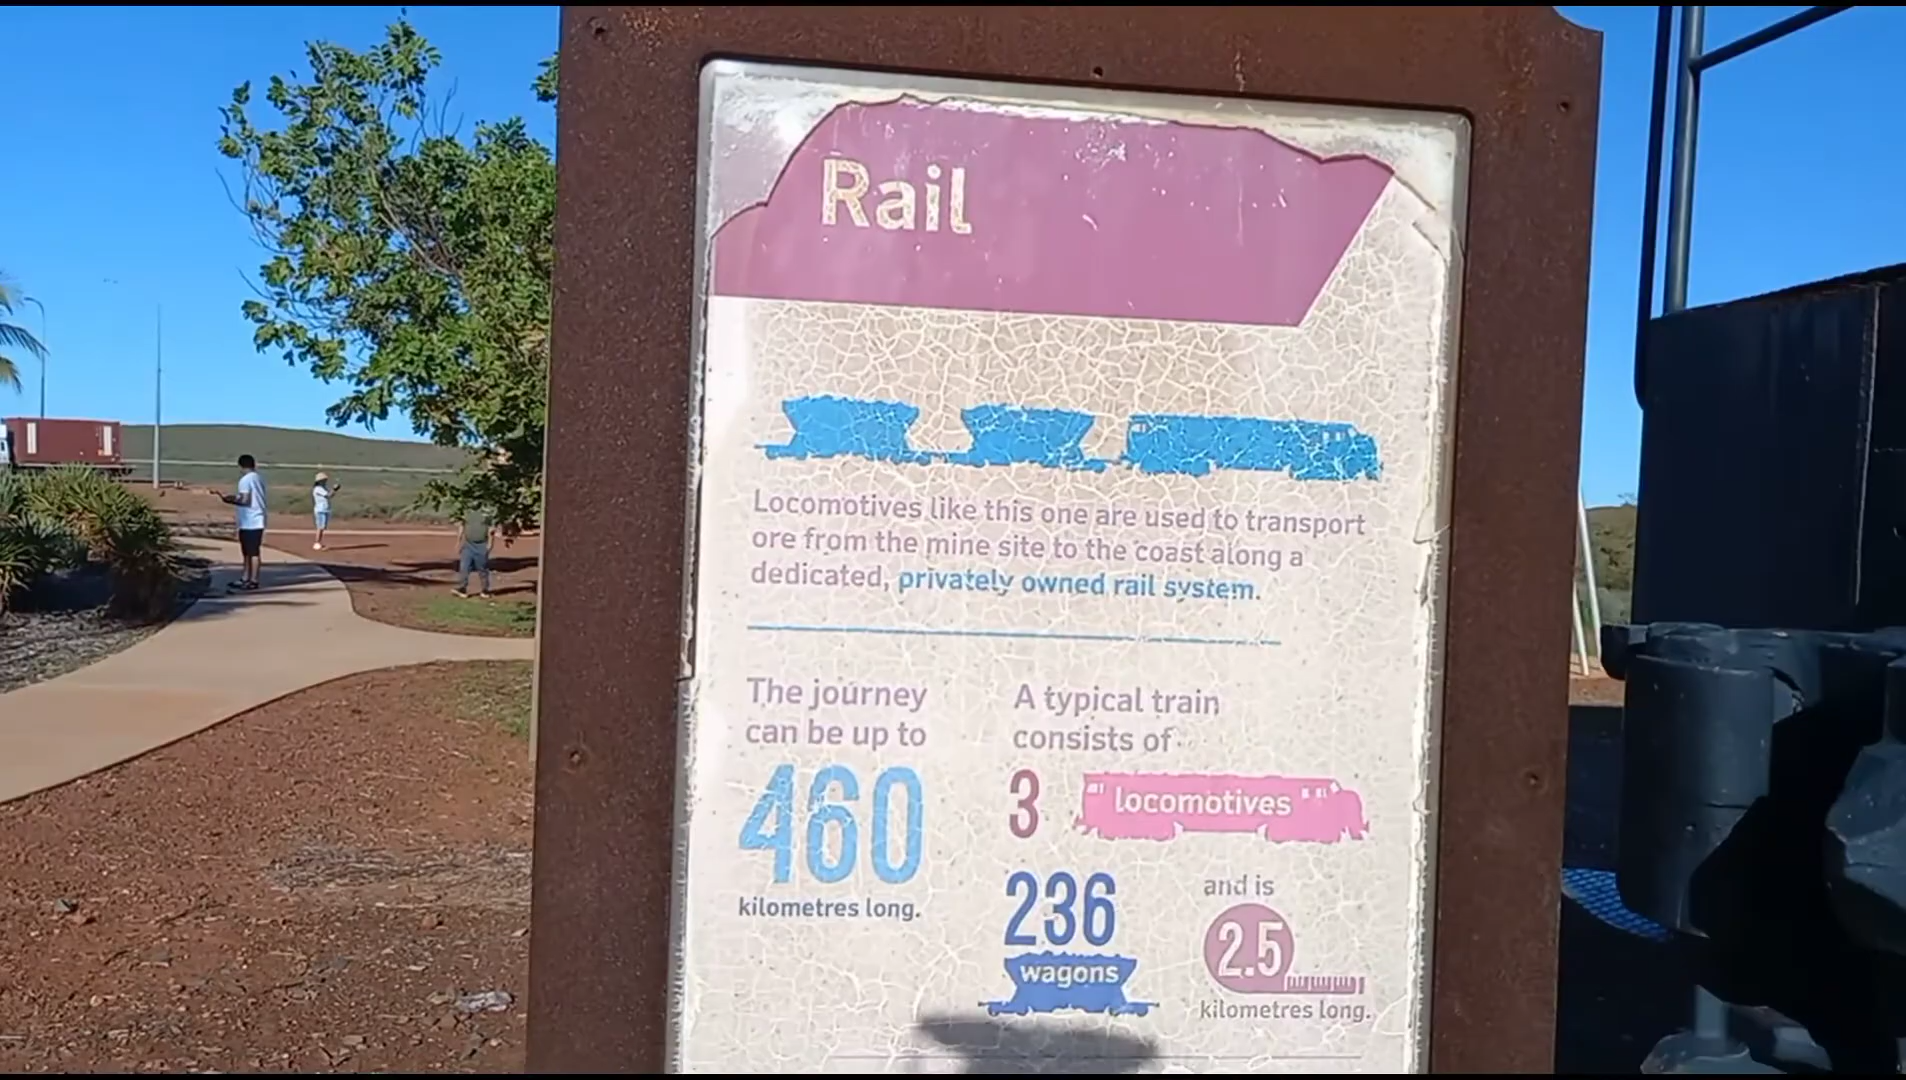 Rail
Locomotives like this one are used to transport
ore from the mine site to the coast along a
dedicated, privately owned rail system.
The journey
can be up to
460
kilometres long.
A typical train
consists of
3 locomotives
236
wagons
and is
2.5
kilometres long.